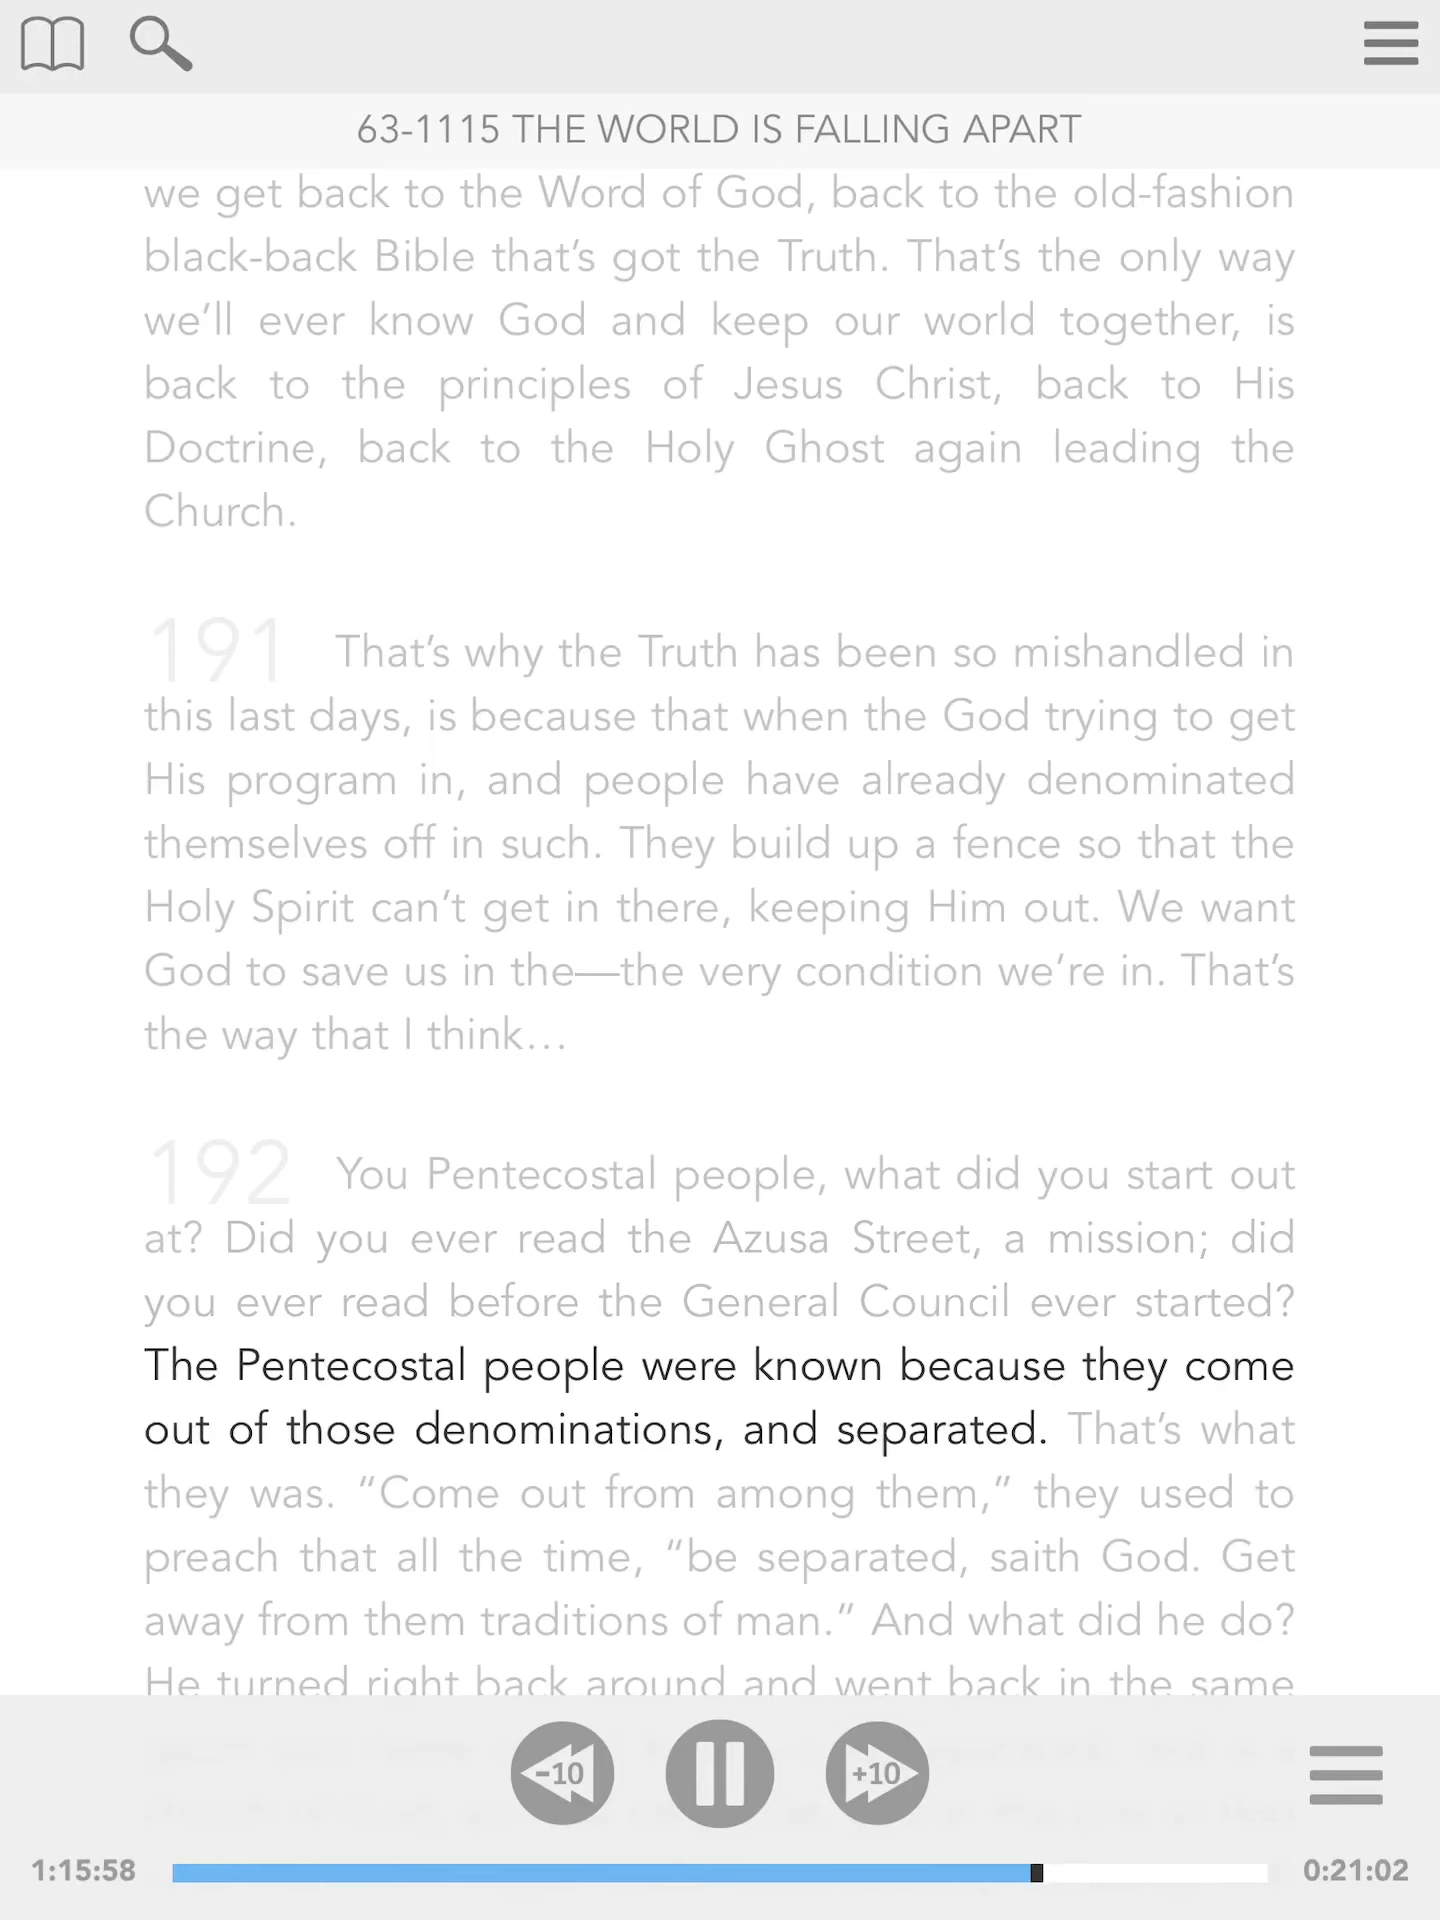 63-1115 THE WORLD IS FALLING APART
we get back to the Word of God, back to the old-fashion
black-back Bible that’s got the Truth. That’s the only way
we’ll ever know God and keep our world together, is
back to the principles of Jesus Christ, back to His
Doctrine, back to the Holy Ghost again leading the
Church.
191 That’s why the Truth has been so mishandled in
this last days, is because that when the God trying to get
His program in, and people have already denominated
themselves off in such. They build up a fence so that the
Holy Spirit can’t get in there, keeping Him out. We want
God to save us in the—the very condition we’re in. That’s
the way that I think…
192 You Pentecostal people, what did you start out
at? Did you ever read the Azusa Street, a mission; did
you ever read before the General Council ever started?
The Pentecostal people were known because they come
out of those denominations, and separated. That’s what
they was. “Come out from among them,” they used to
preach that all the time, “be separated, saith God. Get
away from them traditions of man.” And what did he do?
He turned right back around and went back in the same
-10 +10
1:15:58 0:21:02